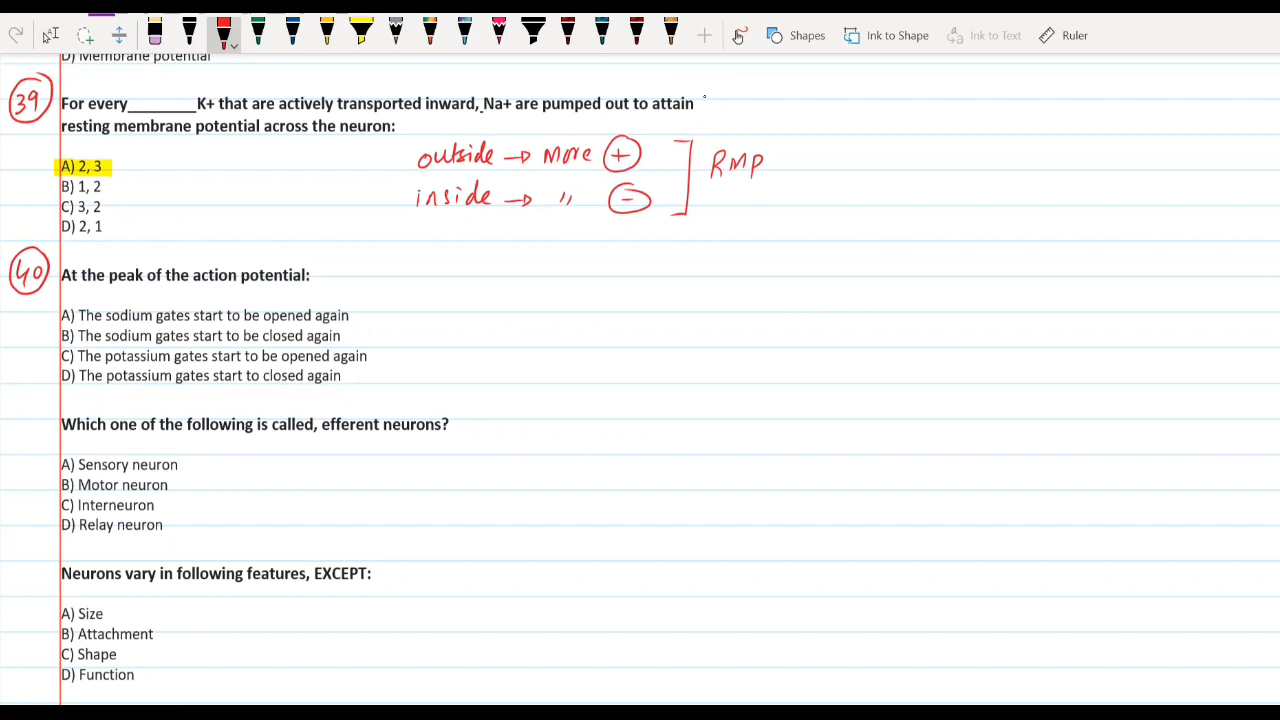 Shapes
Ink to Shape
Ink to Text
Ruler
D) Membrane potential
39
For every________K+ that are actively transported inward,_Na+ are pumped out to attain
resting membrane potential across the neuron:
outside → more +
A) 2, 3
RMP
B) 1, 2
inside → " -
C) 3, 2
D) 2, 1
40
At the peak of the action potential:
A) The sodium gates start to be opened again
B) The sodium gates start to be closed again
C) The potassium gates start to be opened again
D) The potassium gates start to closed again
Which one of the following is called, efferent neurons?
A) Sensory neuron
B) Motor neuron
C) Interneuron
D) Relay neuron
Neurons vary in following features, EXCEPT:
A) Size
B) Attachment
C) Shape
D) Function